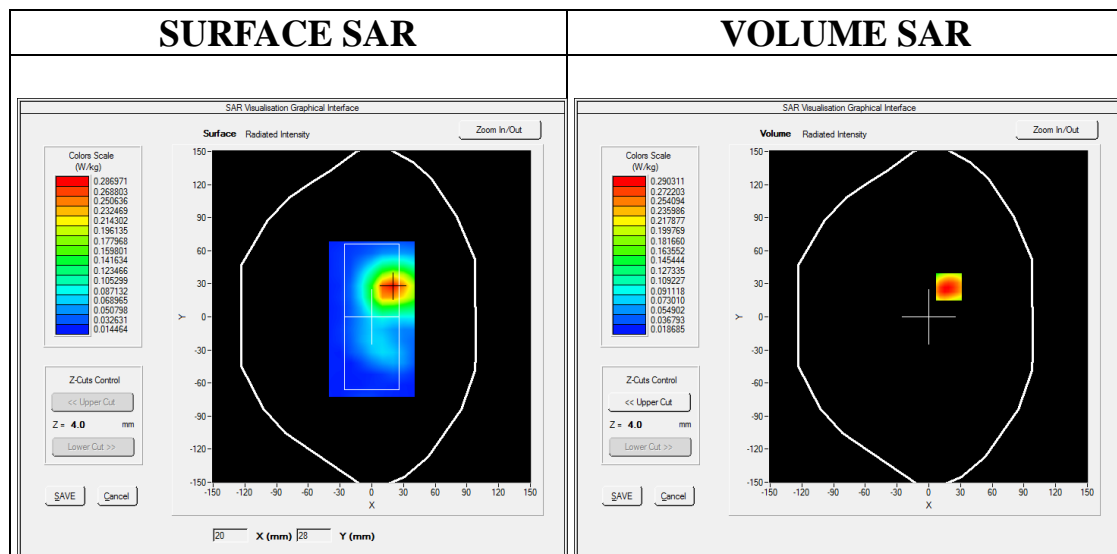 SURFACE SAR
SAR Visualisation Graphical Interface
Surface Radiated Intensity
Zoom In/Out
Colors Scale
(W/kg)
0.286971
0.268803
0.250636
0.232469
0.214302
0.196135
0.177968
0.159801
0.141634
0.123466
0.105299
0.087132
0.068965
0.050798
0.032631
0.014464
Z-Cuts Control
<< Upper Cut
Z = 4.0 mm
Lower Cut >>
SAVE Cancel
150
120
90
60
30
0
-30
-60
-90
-120
-150
Y
-150 -120 -90 -60 -30 0 30 60 90 120 150
X
20 X (mm) 28 Y (mm)
VOLUME SAR
SAR Visualisation Graphical Interface
Volume Radiated Intensity
Zoom In/Out
Colors Scale
(W/kg)
0.290311
0.272203
0.254094
0.235986
0.217877
0.199769
0.181660
0.163552
0.145444
0.127335
0.109227
0.091118
0.073010
0.054902
0.036793
0.018685
Z-Cuts Control
<< Upper Cut
Z = 4.0 mm
Lower Cut >>
SAVE Cancel
150
120
90
60
30
0
-30
-60
-90
-120
-150
Y
-150 -120 -90 -60 -30 0 30 60 90 120 150
X